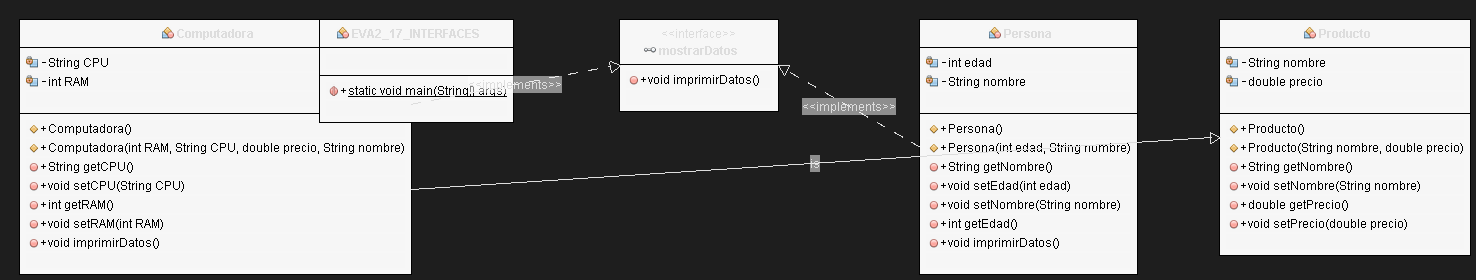 Computadora
- String CPU
- int RAM
+ Computadora()
+ Computadora(int RAM, String CPU, double precio, String nombre)
+ String getCPU()
+ void setCPU(String CPU)
+ int getRAM()
+ void setRAM(int RAM)
+ void imprimirDatos()
EVA2_17_INTERFACES
+ static void main(String[] args)
<<implements>>
<<interface>>
mostrarDatos
+ void imprimirDatos()
<<implements>>
is
Persona
- int edad
- String nombre
+ Persona()
+ Persona(int edad, String nombre)
+ String getNombre()
+ void setEdad(int edad)
+ void setNombre(String nombre)
+ int getEdad()
+ void imprimirDatos()
Producto
- String nombre
- double precio
+ Producto()
+ Producto(String nombre, double precio)
+ String getNombre()
+ void setNombre(String nombre)
+ double getPrecio()
+ void setPrecio(double precio)